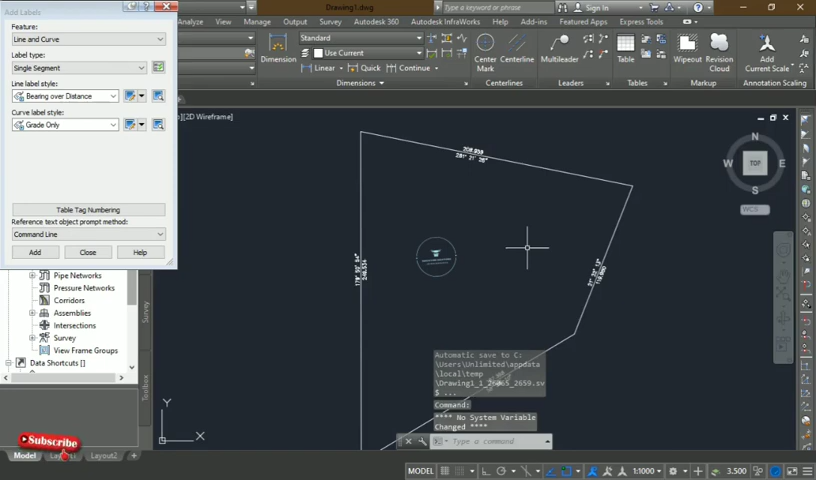 Drawing1.dwg
Type a keyword or phrase
Sign In
Add Labels
Analyze View Manage Output Survey Autodesk 360 Autodesk InfraWorks Help Add-ins Featured Apps Express Tools
Feature:
Line and Curve
Label type:
Single Segment
Line label style:
Bearing over Distance
Curve label style:
Grade Only
Table Tag Numbering
Reference text object prompt method:
Command Line
Add Close Help
Dimension
Standard
Use Current
Linear Quick Continue
Dimensions
Center
Mark
Centerline
Centerlines
Multileader
Leaders
Table
Tables
Wipeout
Revision
Cloud
Markup
Add
Current Scale
Annotation Scaling
][2D Wireframe]
N
W TOP E
S
WCS
Pipe Networks
Pressure Networks
Corridors
Assemblies
Intersections
Survey
View Frame Groups
Data Shortcuts []
Survey
Toolbox
Automatic save to C:
\Users\Unlimited\appdata
\local\temp
Command:
**** No System Variable
Changed ****
Type a command
Y
X
Subscribe
Model Layout2 +
MODEL 1:1000 3.500